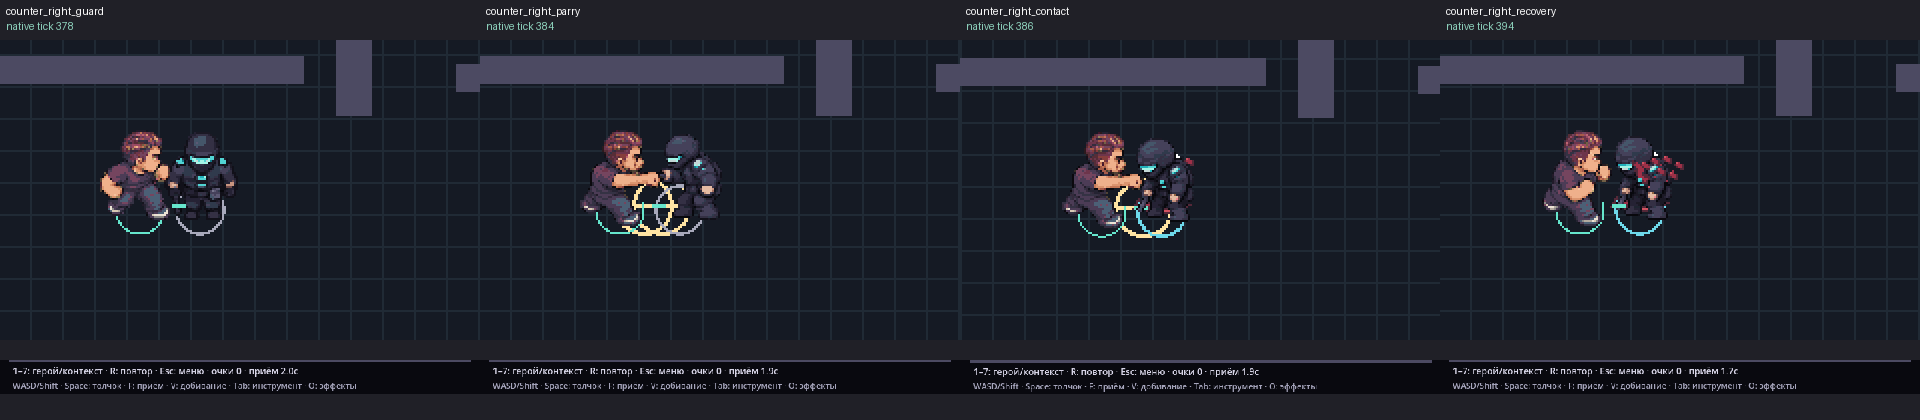 counter_right_guard
native tick 378
1–7: герой/контекст · R: повтор · Esc: меню · очки 0 · приём 2.0с
WASD/Shift · Space: толчок · F: прием · V: добивание · Tab: инструмент · O: эффекты
counter_right_parry
native tick 384
1–7: герой/контекст · R: повтор · Esc: меню · очки 0 · приём 1.9с
WASD/Shift · Space: толчок · F: прием · V: добивание · Tab: инструмент · O: эффекты
counter_right_contact
native tick 386
1–7: герой/контекст · R: повтор · Esc: меню · очки 0 · приём 1.9с
WASD/Shift · Space: толчок · F: приём · V: добивание · Tab: инструмент · O: эффекты
counter_right_recovery
native tick 394
1–7: герой/контекст · R: повтор · Esc: меню · очки 0 · приём 1.7с
WASD/Shift · Space: толчок · F: прием · V: добивание · Tab: инструмент · O: эффекты